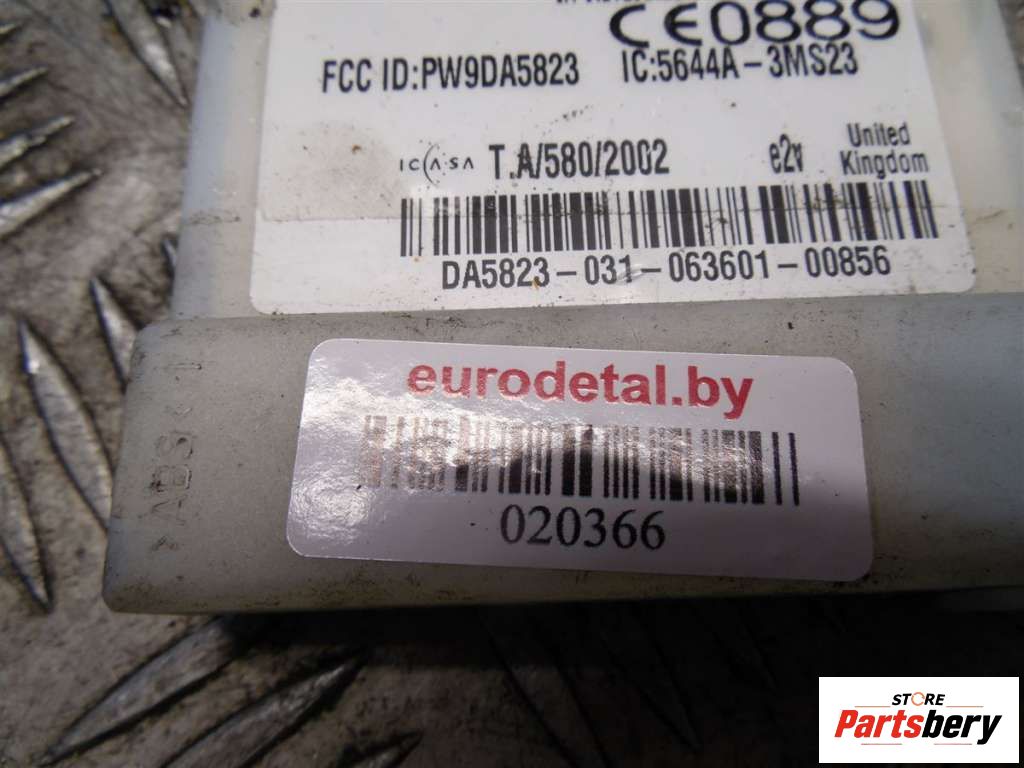 CE0889
FCC ID:PW9DA5823 IC:5644A-3MS23
ICASA T.A/580/2002 e2v United Kingdom
DA5823-031-063601-00856
>ABS<
eurodetal.by
020366
STORE
Partsbery